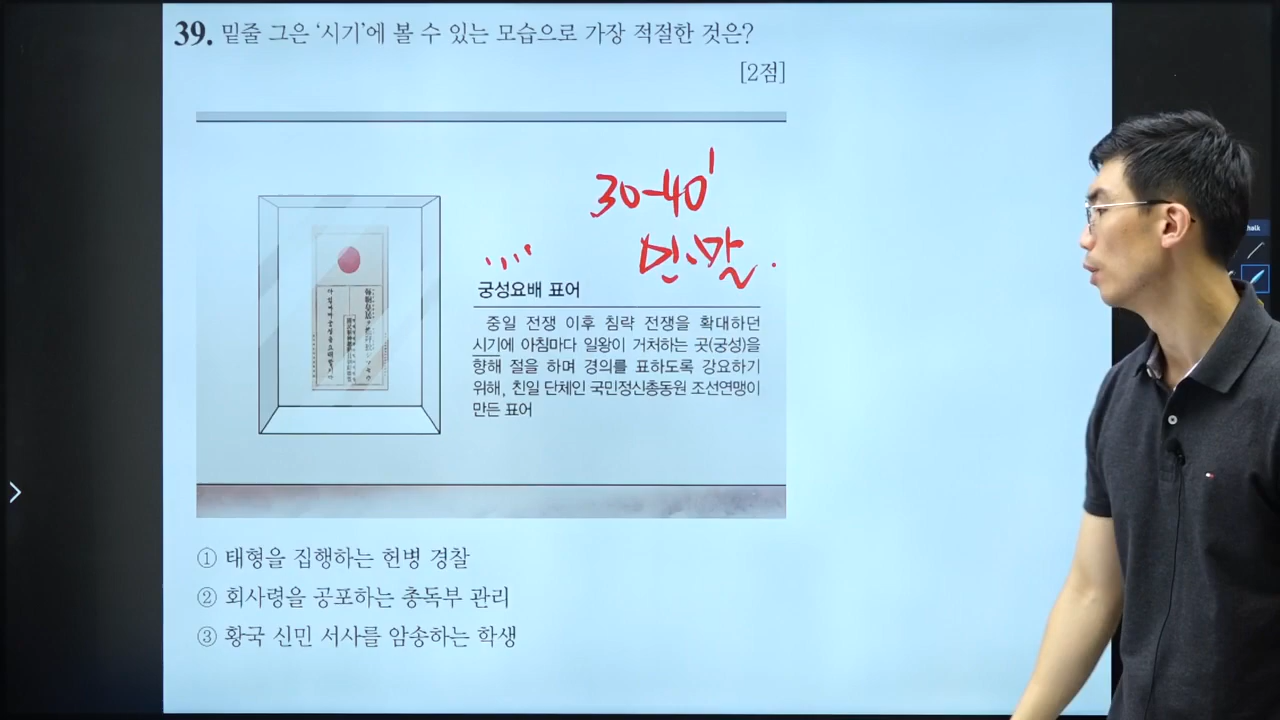 39. 밑줄 그은 ‘시기’에 볼 수 있는 모습으로 가장 적절한 것은?
[2점]
30-40'
민.말.
궁성요배 표어
중일 전쟁 이후 침략 전쟁을 확대하던
시기에 아침마다 일왕이 거처하는 곳(궁성)을
향해 절을 하며 경의를 표하도록 강요하기
위해, 친일 단체인 국민정신총동원 조선연맹이
만든 표어
① 태형을 집행하는 헌병 경찰
② 회사령을 공포하는 총독부 관리
③ 황국 신민 서사를 암송하는 학생